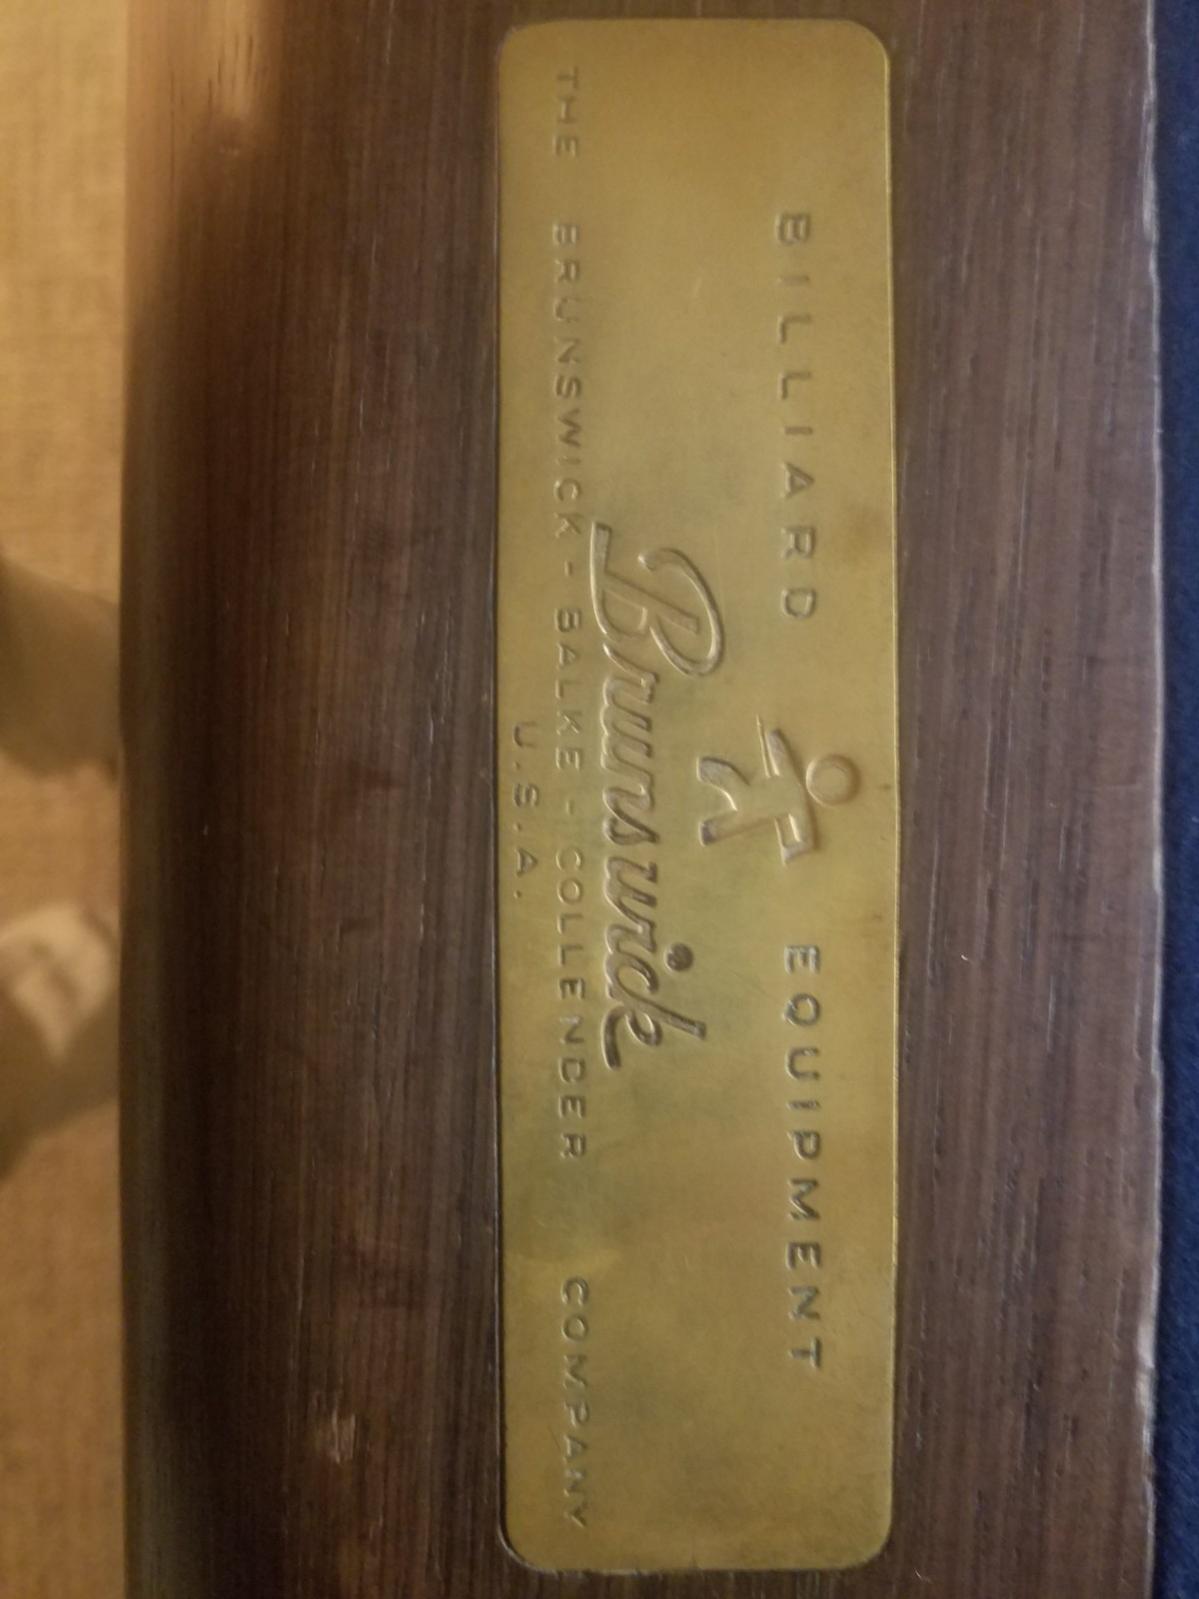 BILLIARD EQUIPMENT
Brunswick
THE BRUNSWICK-BALKE-COLLENDER COMPANY
U.S.A.